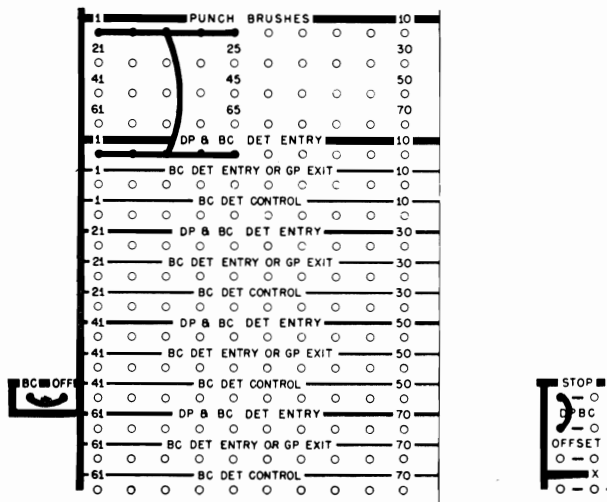 1 PUNCH BRUSHES 10
21 25 30
41 45 50
61 65 70
1 DP & BC DET ENTRY 10
1 BC DET ENTRY OR GP EXIT 10
1 BC DET CONTROL 10
21 DP & BC DET ENTRY 30
21 BC DET ENTRY OR GP EXIT 30
21 BC DET CONTROL 30
41 DP & BC DET ENTRY 50
41 BC DET ENTRY OR GP EXIT 50
41 BC DET CONTROL 50
61 DP & BC DET ENTRY 70
61 BC DET ENTRY OR GP EXIT 70
61 BC DET CONTROL 70
BC OFF
STOP
DPBC
OFFSET
X